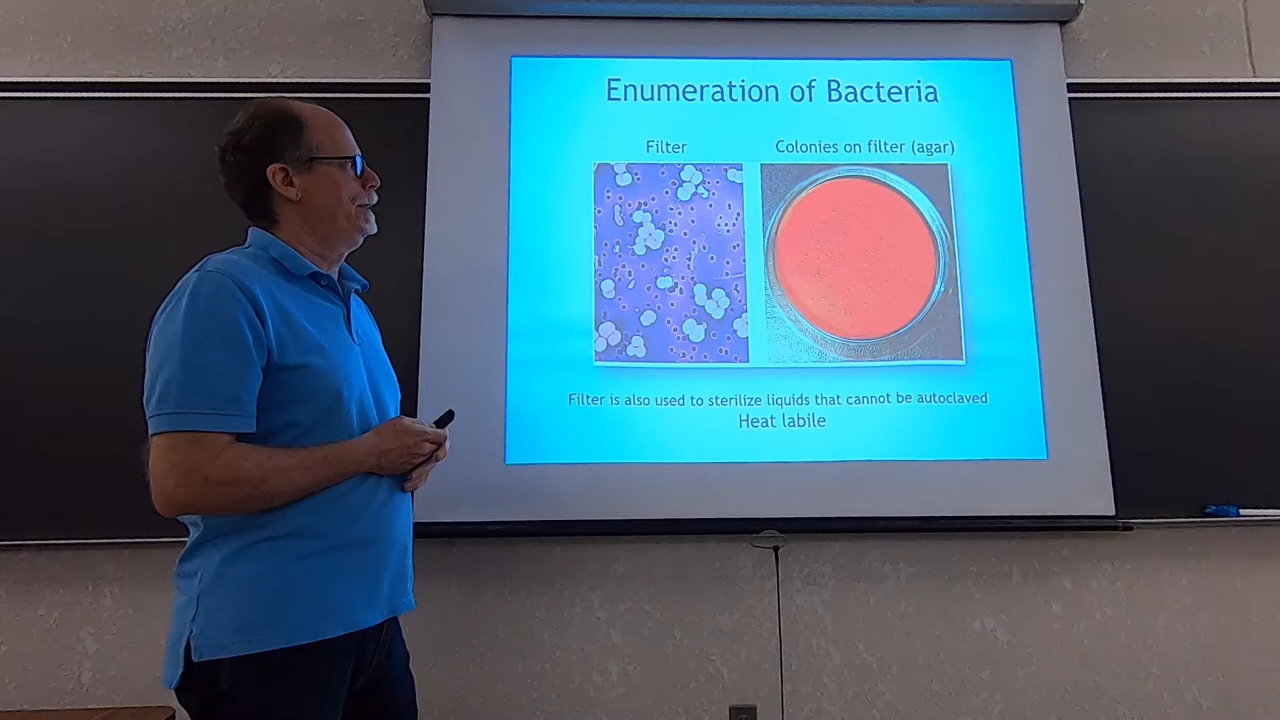 Enumeration of Bacteria
Filter
Colonies on filter (agar)
Filter is also used to sterilize liquids that cannot be autoclaved
Heat labile